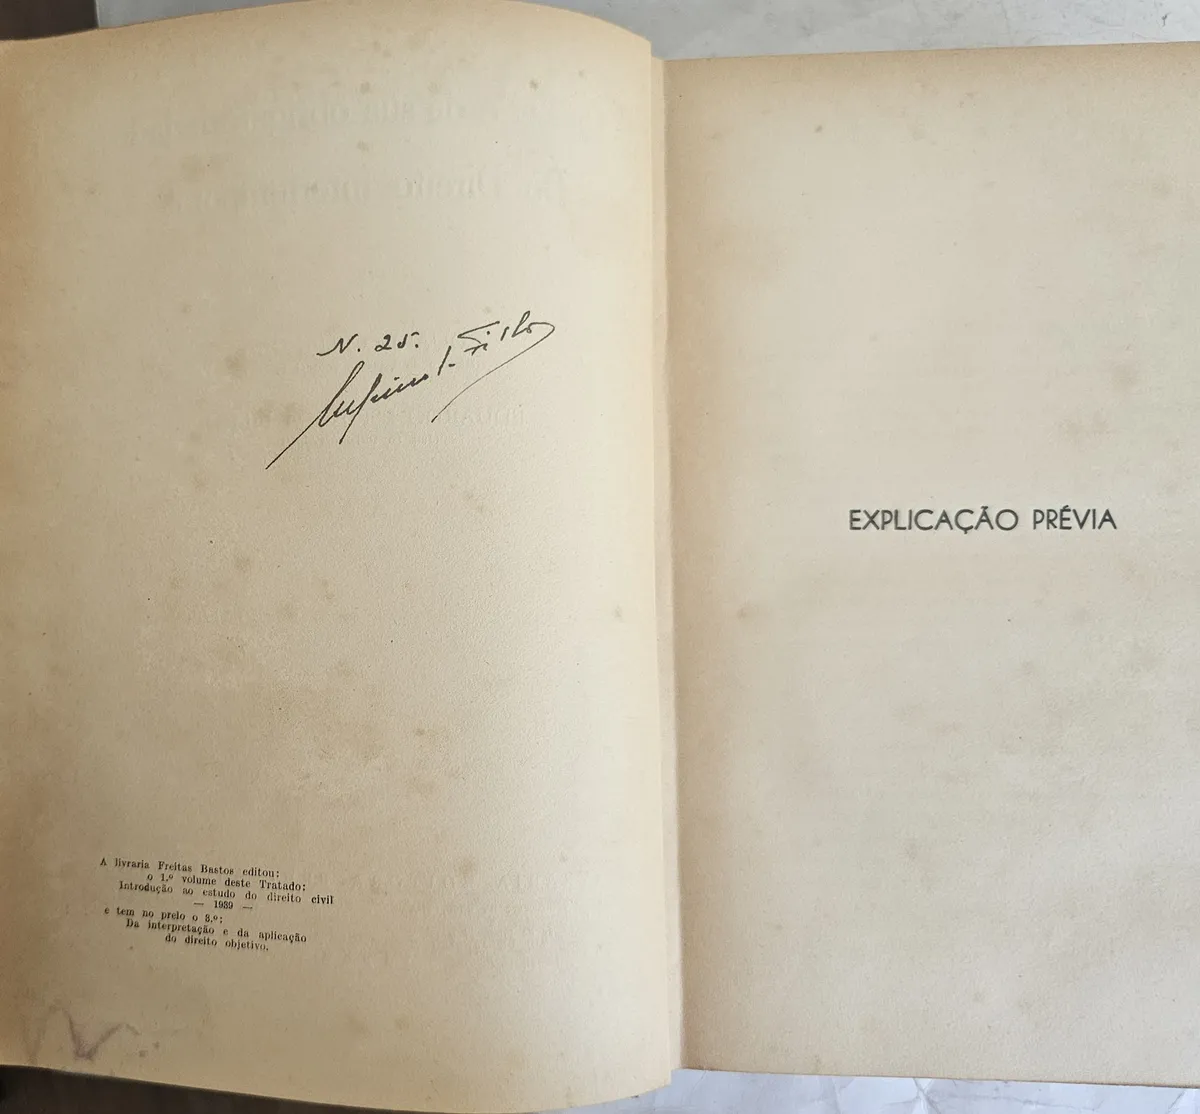 N. 25.
Filho
A livraria Freitas Bastos editou:
o 1.º volume deste Tratado:
Introdução ao estudo do direito civil
— 1939 —
e tem no prelo o 3.º:
Da interpretação e da aplicação
do direito objetivo.
EXPLICAÇÃO PRÉVIA